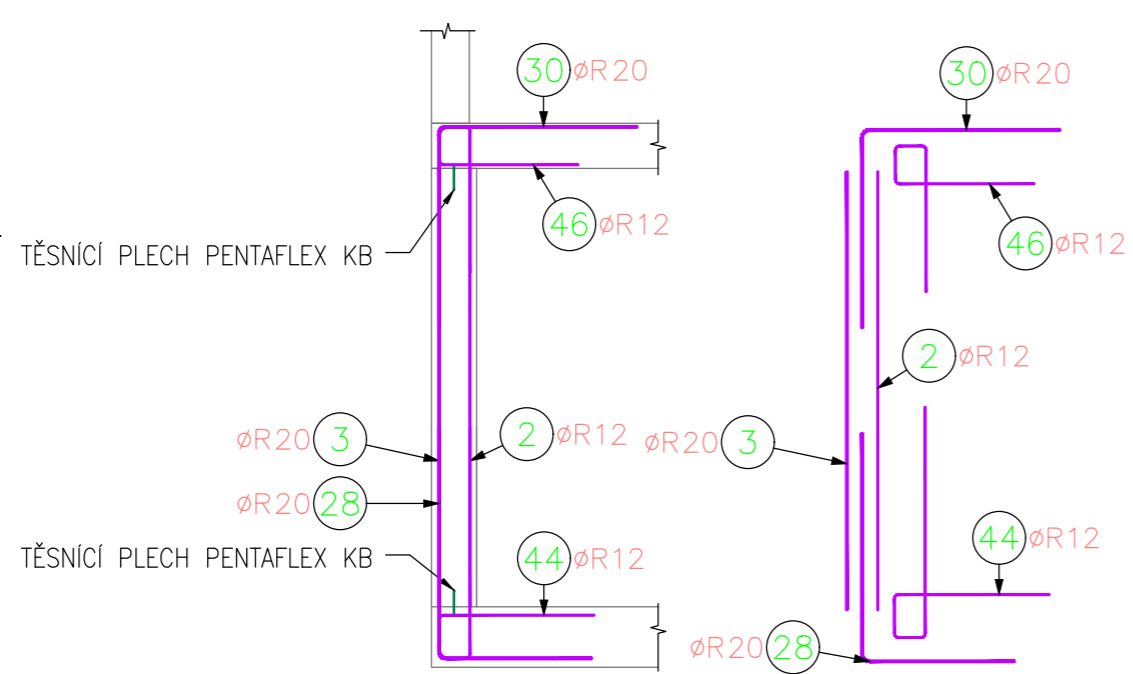 30 øR20
30 øR20
46 øR12
46 øR12
TĚSNÍCÍ PLECH PENTAFLEX KB
2 øR12
øR20 3
2 øR12
øR20 3
øR20 28
TĚSNÍCÍ PLECH PENTAFLEX KB
44 øR12
44 øR12
øR20 28